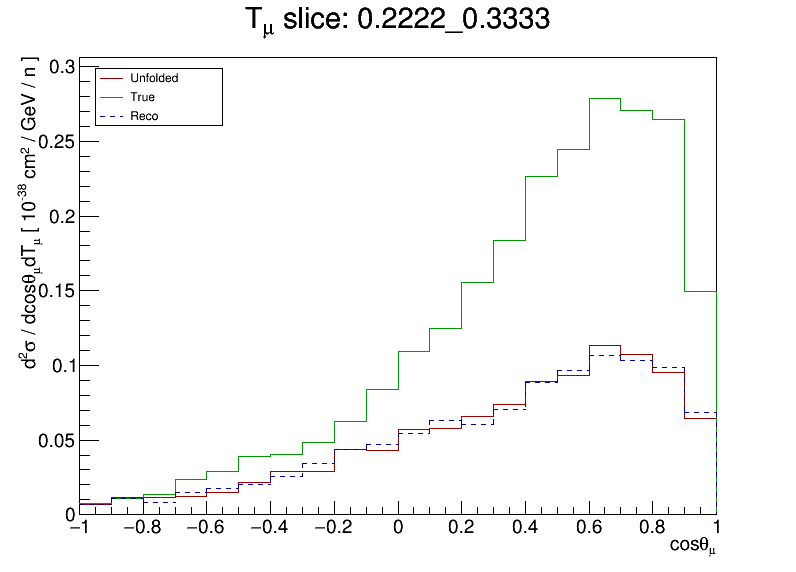 Tμ slice: 0.2222_0.3333
d²σ / dcosθμdTμ [ 10⁻³⁸ cm² / GeV / n ]
0.3
0.25
0.2
0.15
0.1
0.05
0
Unfolded
True
Reco
−1 −0.8 −0.6 −0.4 −0.2 0 0.2 0.4 0.6 0.8 1
cosθμ